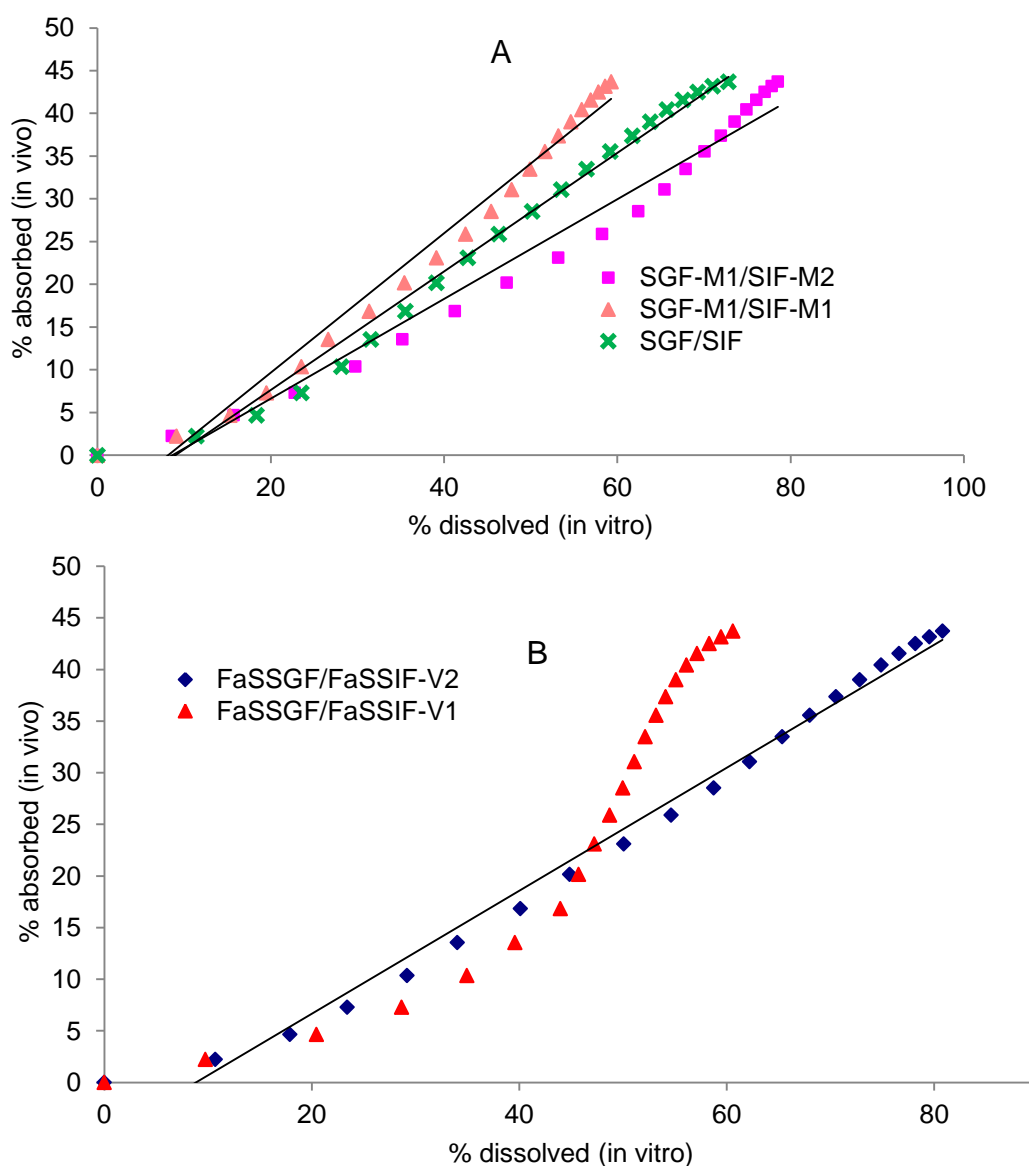 A
% absorbed (in vivo)
50
45
40
35
30
25
20
15
10
5
0
SGF-M1/SIF-M2
SGF-M1/SIF-M1
SGF/SIF
0 20 40 60 80 100
% dissolved (in vitro)
B
% absorbed (in vivo)
50
45
40
35
30
25
20
15
10
5
0
FaSSGF/FaSSIF-V2
FaSSGF/FaSSIF-V1
0 20 40 60 80
% dissolved (in vitro)